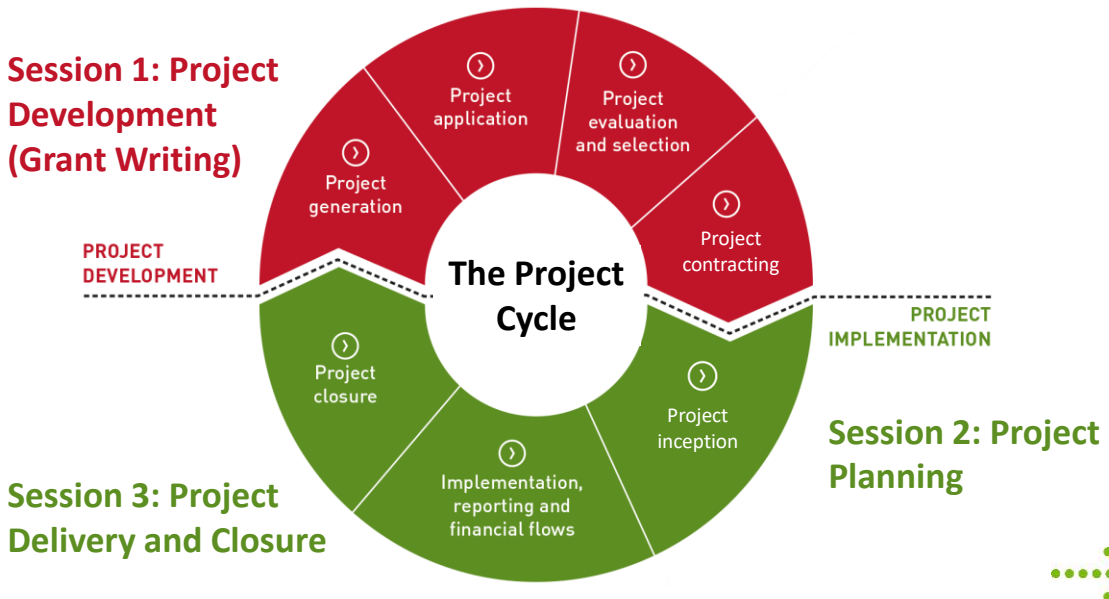 Session 1: Project
Development
(Grant Writing)
Project
application
Project
evaluation
and selection
Project
generation
Project
contracting
PROJECT
DEVELOPMENT
The Project
Cycle
PROJECT
IMPLEMENTATION
Project
closure
Project
inception
Implementation,
reporting and
financial flows
Session 2: Project
Planning
Session 3: Project
Delivery and Closure